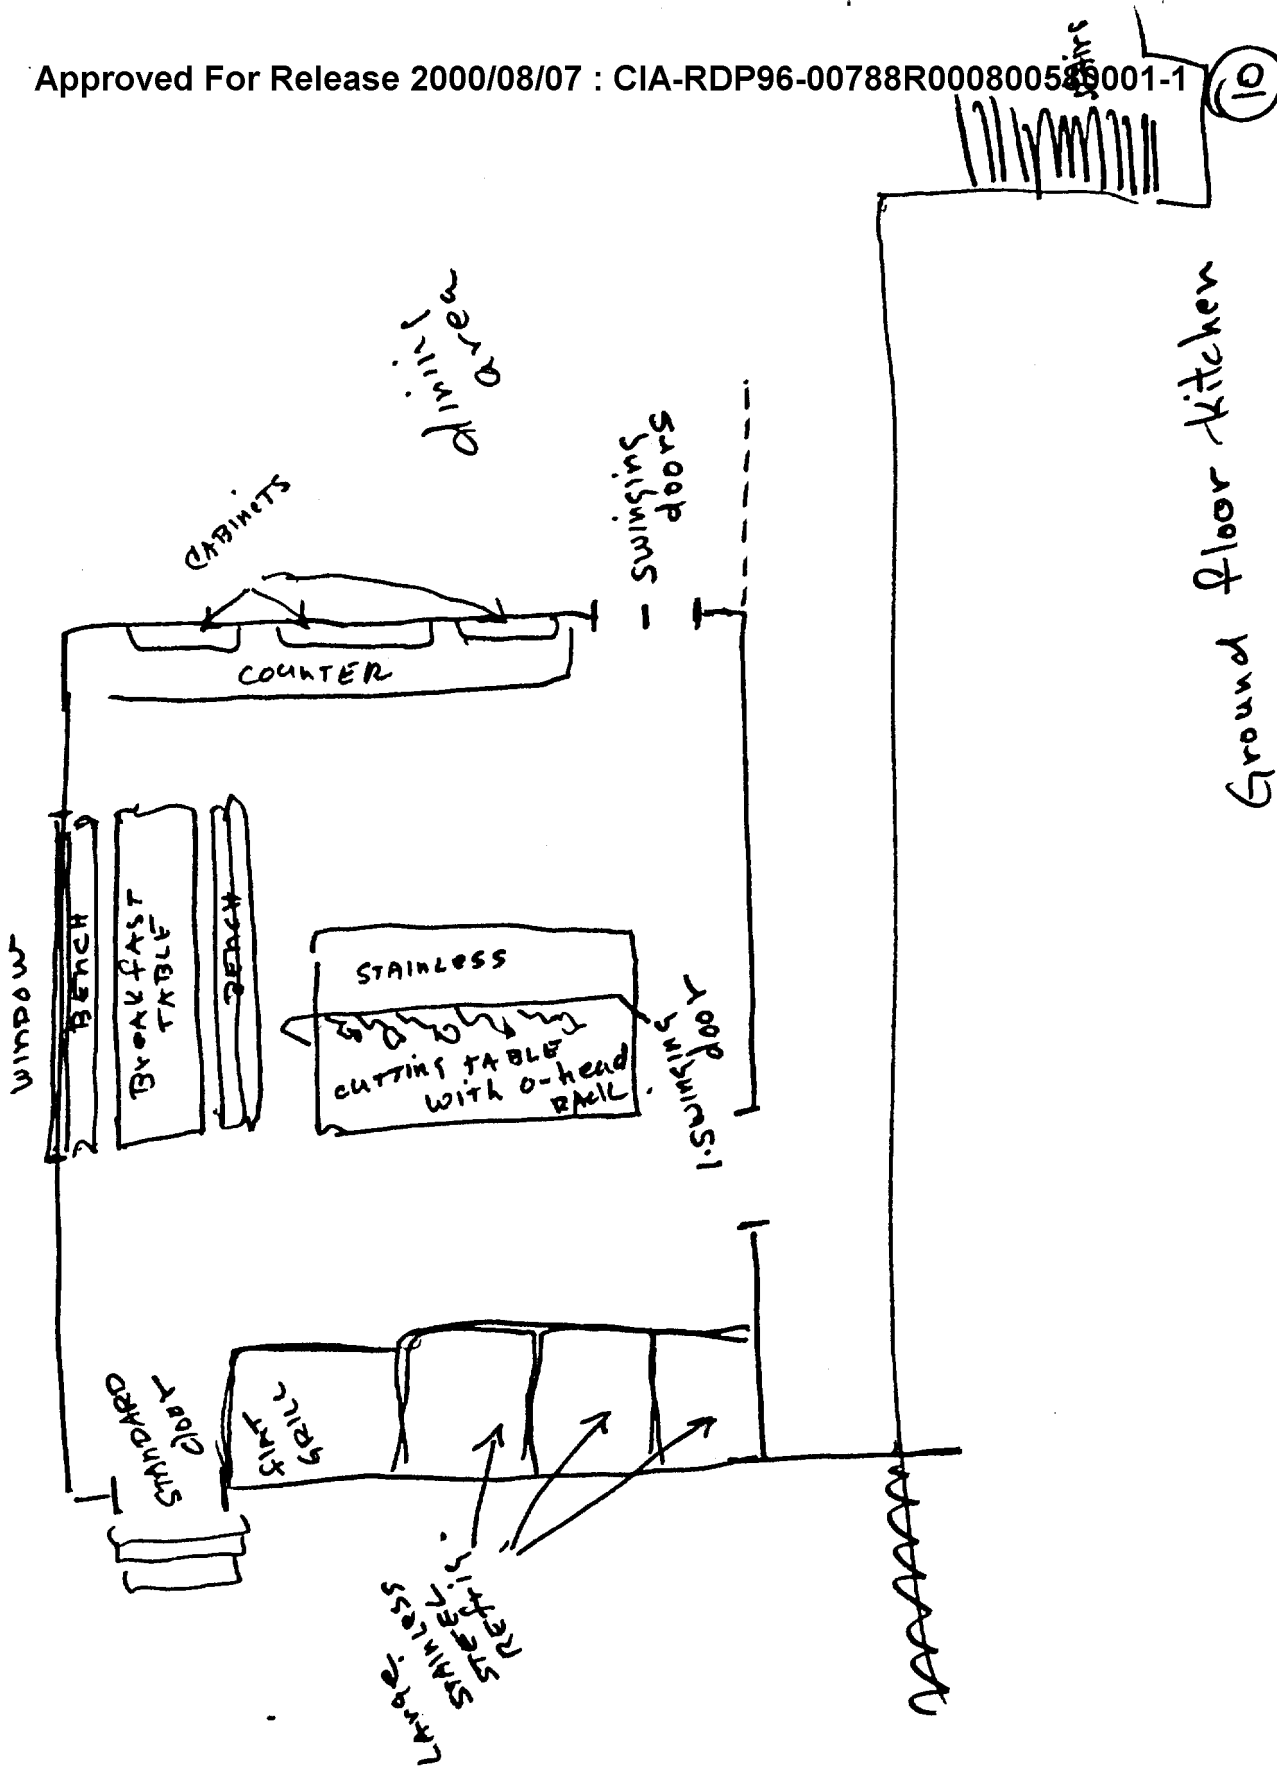 Approved For Release 2000/08/07 : CIA-RDP96-00788R000800580001-1
10
stairs
dining
area
CABINETS
swinging
doors
COUNTER
Ground floor kitchen
WINDOW
BENCH
BreakfAST
TABLE
BENCH
STAINLESS
CUTTING TABLE
with o-head
RACK
1-SWINGING
door
STANDARD
door
FLAT
GRILL
LARGE
STAINLESS
STEEL
REfrig.